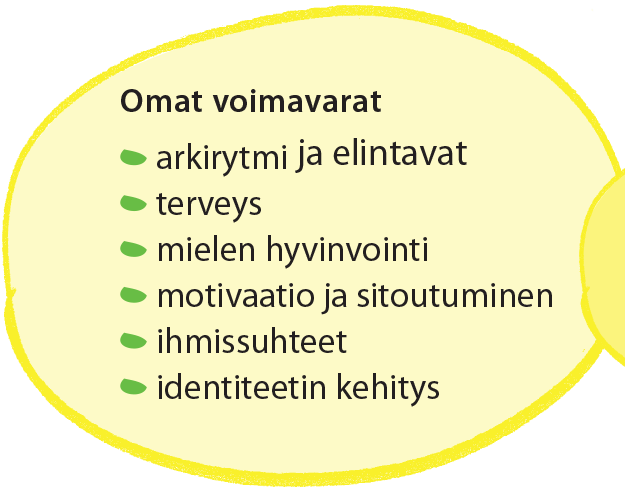 Omat voimavarat
arkirytmi ja elintavat
terveys
mielen hyvinvointi
motivaatio ja sitoutuminen
ihmissuhteet
identiteetin kehitys